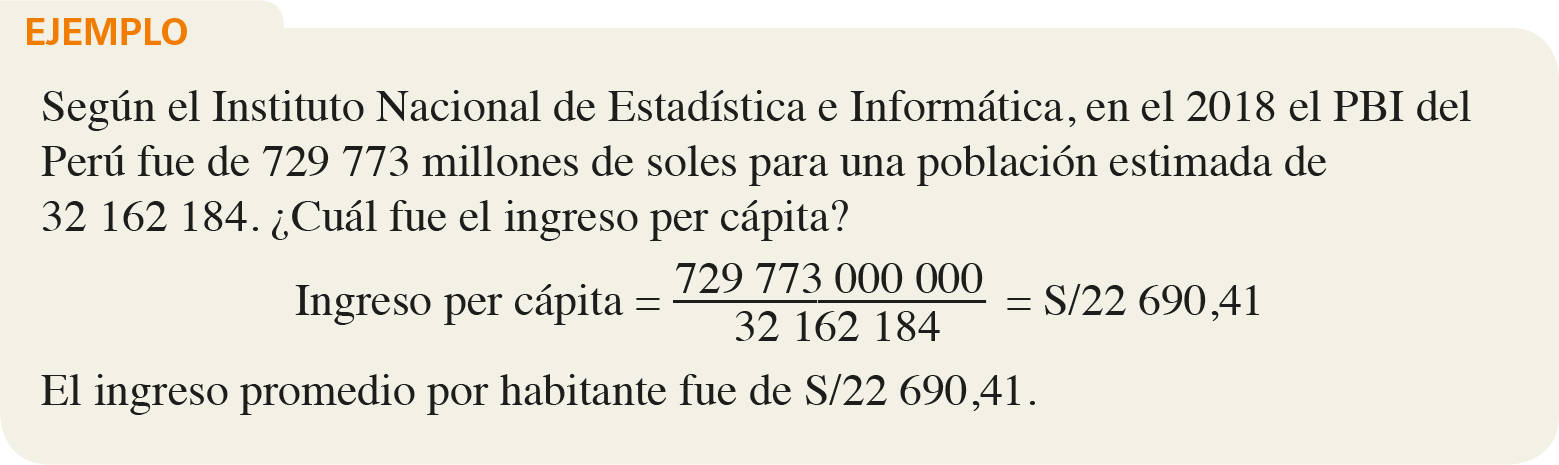 EJEMPLO
Según el Instituto Nacional de Estadística e Informática, en el 2018 el PBI del
Perú fue de 729 773 millones de soles para una población estimada de
32 162 184. ¿Cuál fue el ingreso per cápita?
Ingreso per cápita = 729 773 000 000 / 32 162 184 = S/22 690,41
El ingreso promedio por habitante fue de S/22 690,41.